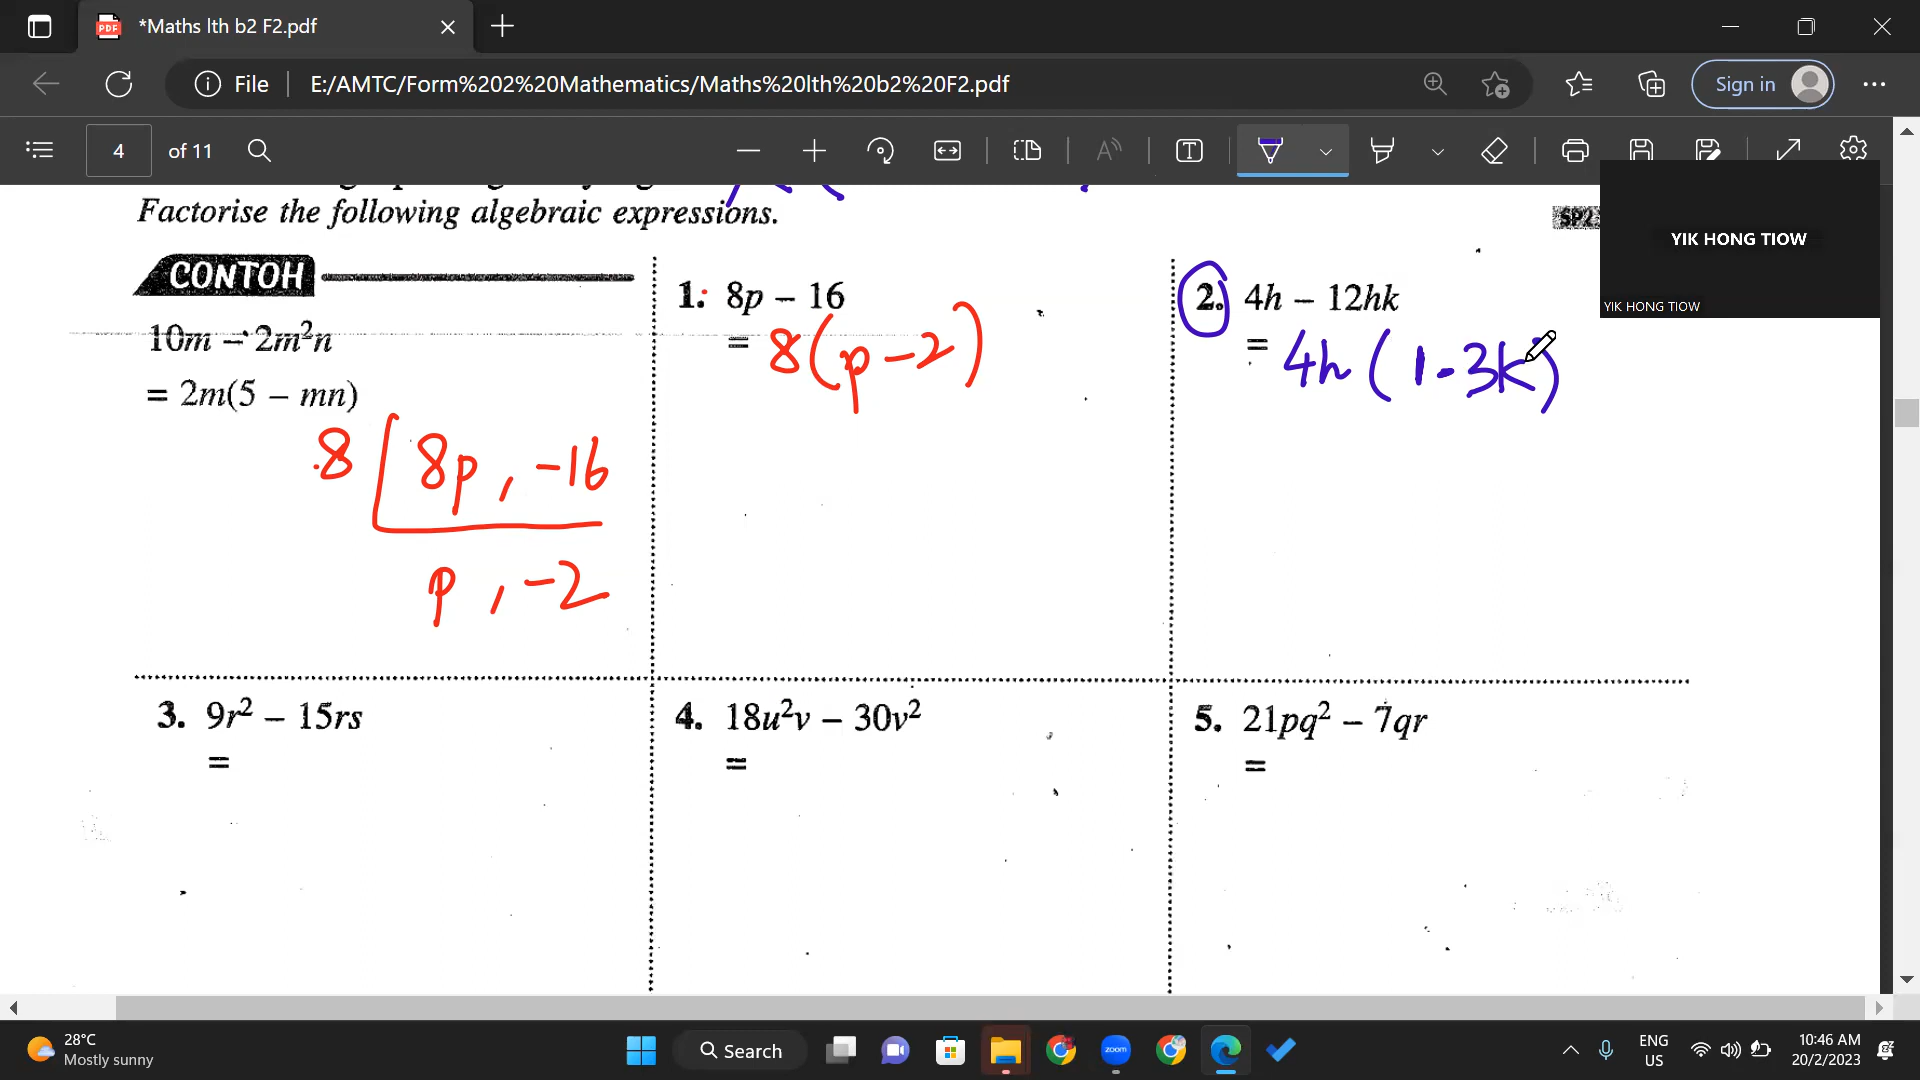 *Maths lth b2 F2.pdf
File
E:/AMTC/Form%202%20Mathematics/Maths%20lth%20b2%20F2.pdf
Sign in
4 of 11
Factorise the following algebraic expressions.
YIK HONG TIOW
YIK HONG TIOW
CONTOH
10m – 2m²n
= 2m(5 – mn)
8 8p, -16
p, -2
1. 8p – 16
= 8(p-2)
2. 4h – 12hk
= 4h(1-3k)
3. 9r² – 15rs
=
4. 18u²v – 30v²
=
5. 21pq² – 7qr
=
28°C
Mostly sunny
Search
zoom
ENG
US
10:46 AM
20/2/2023